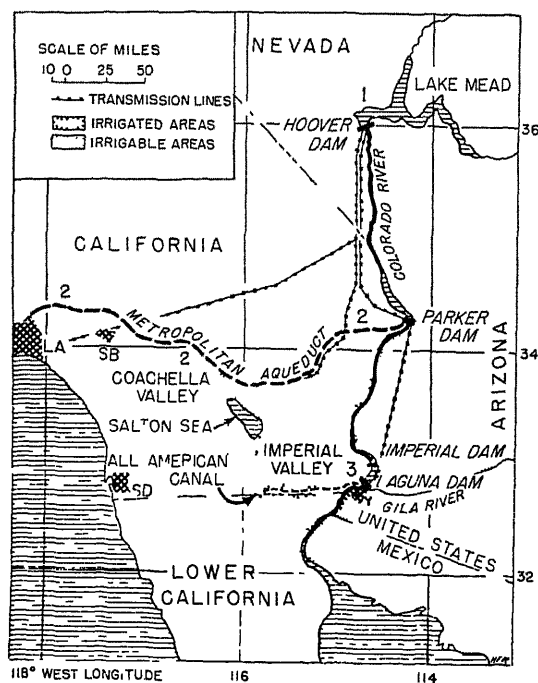 SCALE OF MILES
10 0 25 50
TRANSMISSION LINES
IRRIGATED AREAS
IRRIGABLE AREAS
NEVADA
1
LAKE MEAD
HOOVER
DAM
36
COLORADO RIVER
CALIFORNIA
2
METROPOLITAN
2
AQUEDUCT
2
PARKER
DAM
LA
SB
34
ARIZONA
COACHELLA
VALLEY
SALTON SEA
IMPERIAL
VALLEY
3
IMPERIAL DAM
ALL AMERICAN
CANAL
SD
LAGUNA DAM
GILA RIVER
UNITED STATES
MEXICO
LOWER
CALIFORNIA
32
118° WEST LONGITUDE
116
114